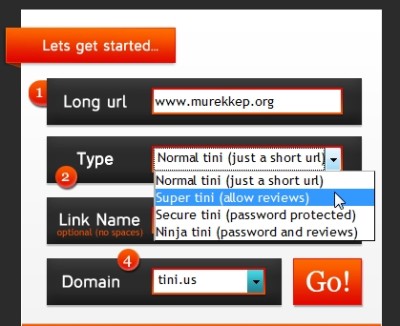 Lets get started...
1
Long url
www.murekkep.org
Type
Normal tini (just a short url)
2
Normal tini (just a short url)
Super tini (allow reviews)
Secure tini (password protected)
Ninja tini (password and reviews)
Link Name
optional (no spaces)
4
Domain
tini.us
Go!